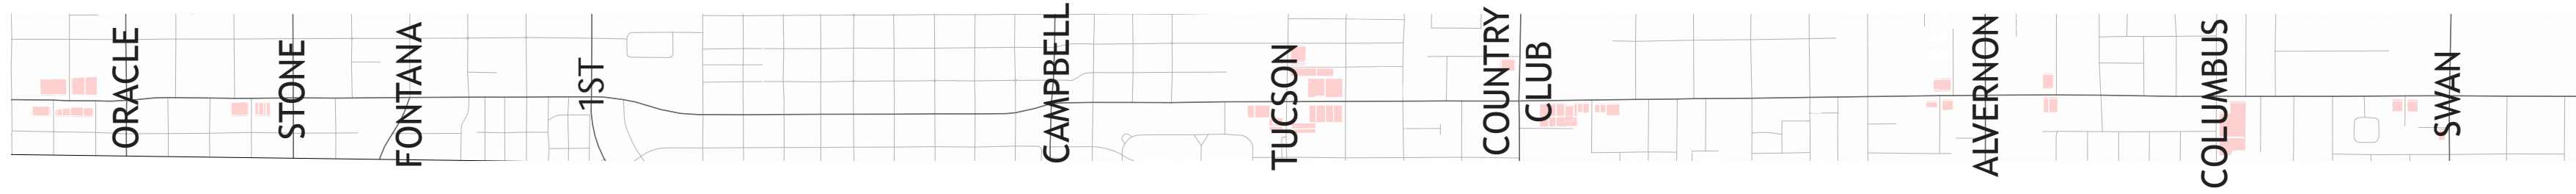 ORACLE
STONE
FONTANA
1ST
CAMPBELL
TUCSON
COUNTRY
CLUB
ALVERNON
COLUMBUS
SWAN